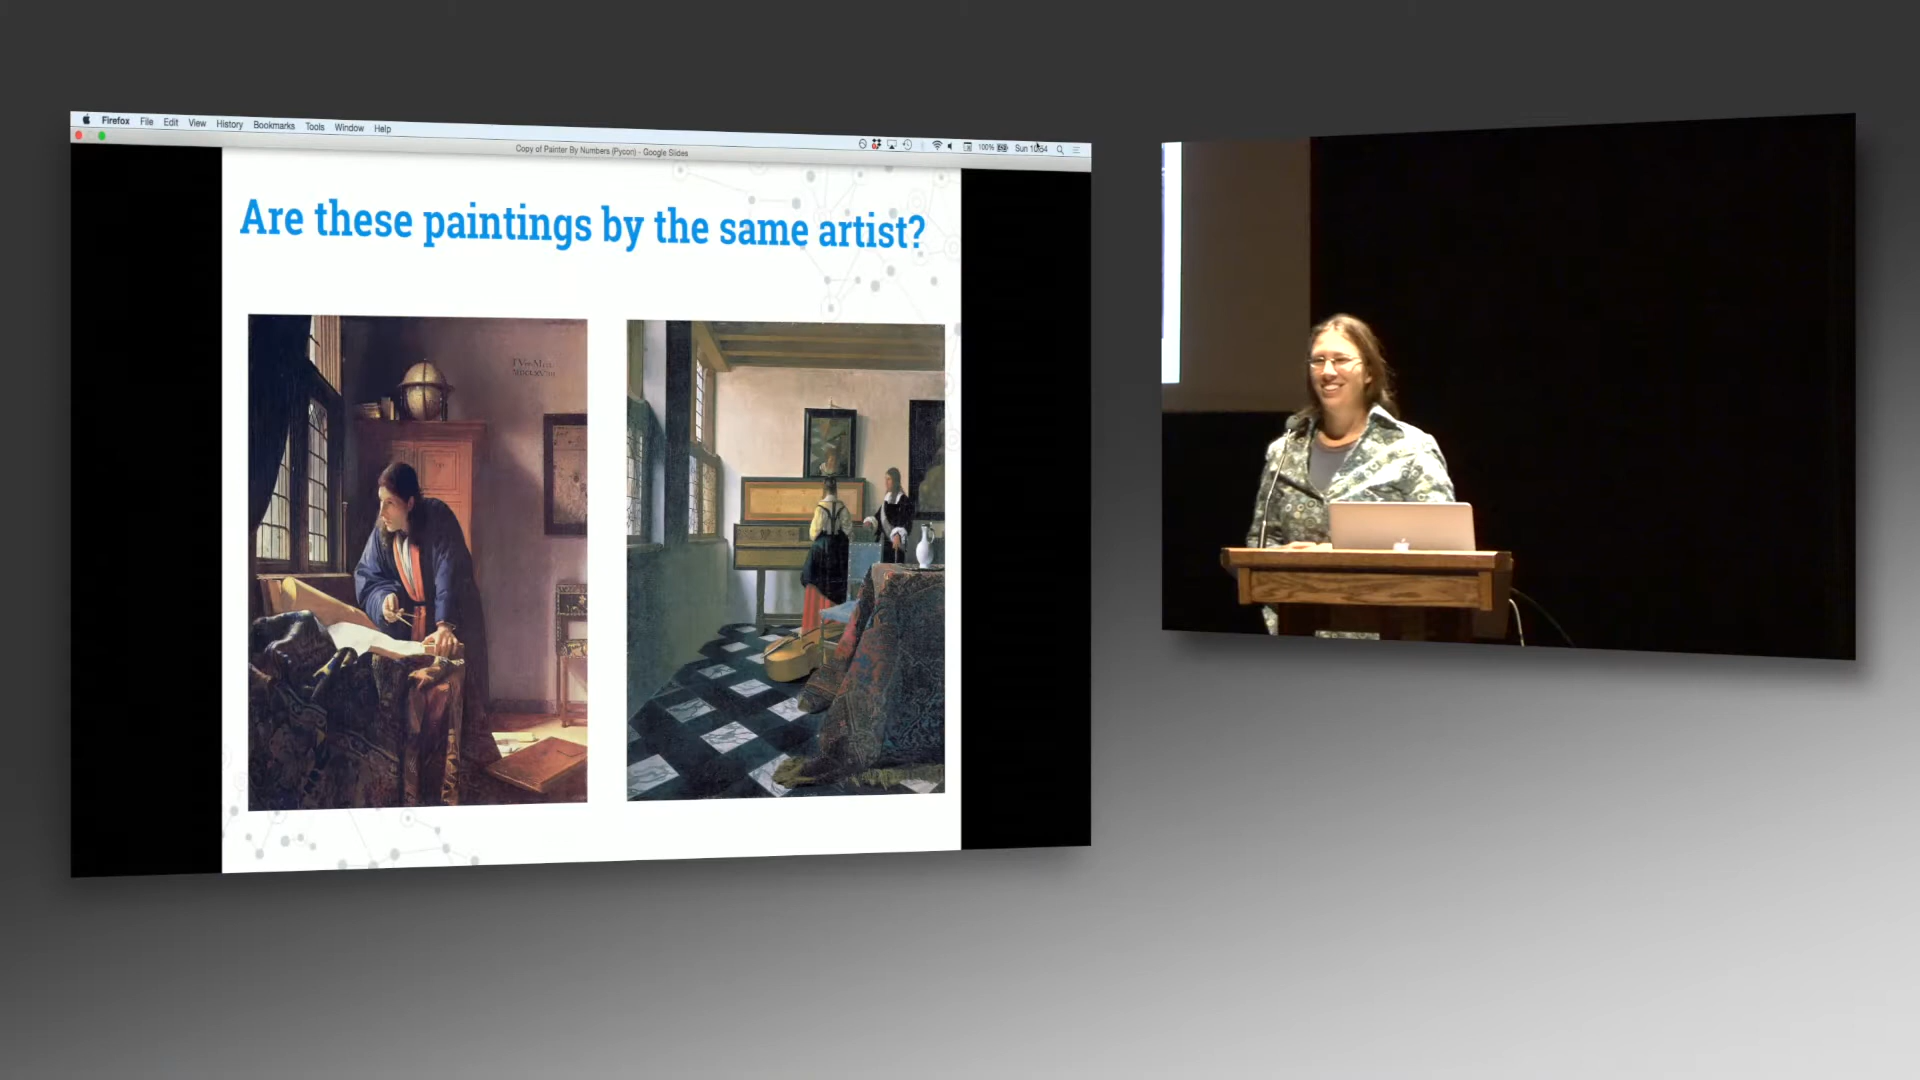 Firefox File Edit View History Bookmarks Tools Window Help
100% Sun 10:54
Copy of Painter By Numbers (Pycon) - Google Slides
Are these paintings by the same artist?